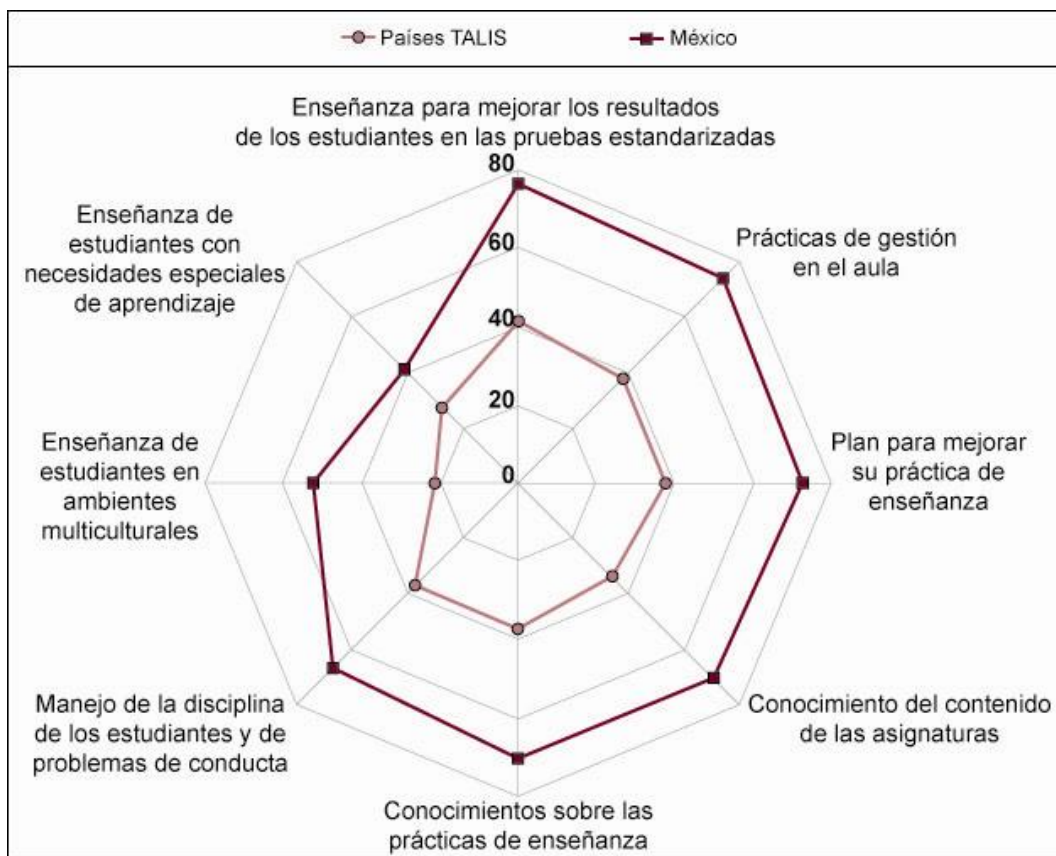 Países TALIS
México
Enseñanza para mejorar los resultados
de los estudiantes en las pruebas estandarizadas
80
60
40
20
0
Prácticas de gestión
en el aula
Plan para mejorar
su práctica de
enseñanza
Conocimiento del contenido
de las asignaturas
Conocimientos sobre las
prácticas de enseñanza
Manejo de la disciplina
de los estudiantes y de
problemas de conducta
Enseñanza de
estudiantes en
ambientes
multiculturales
Enseñanza de
estudiantes con
necesidades especiales
de aprendizaje